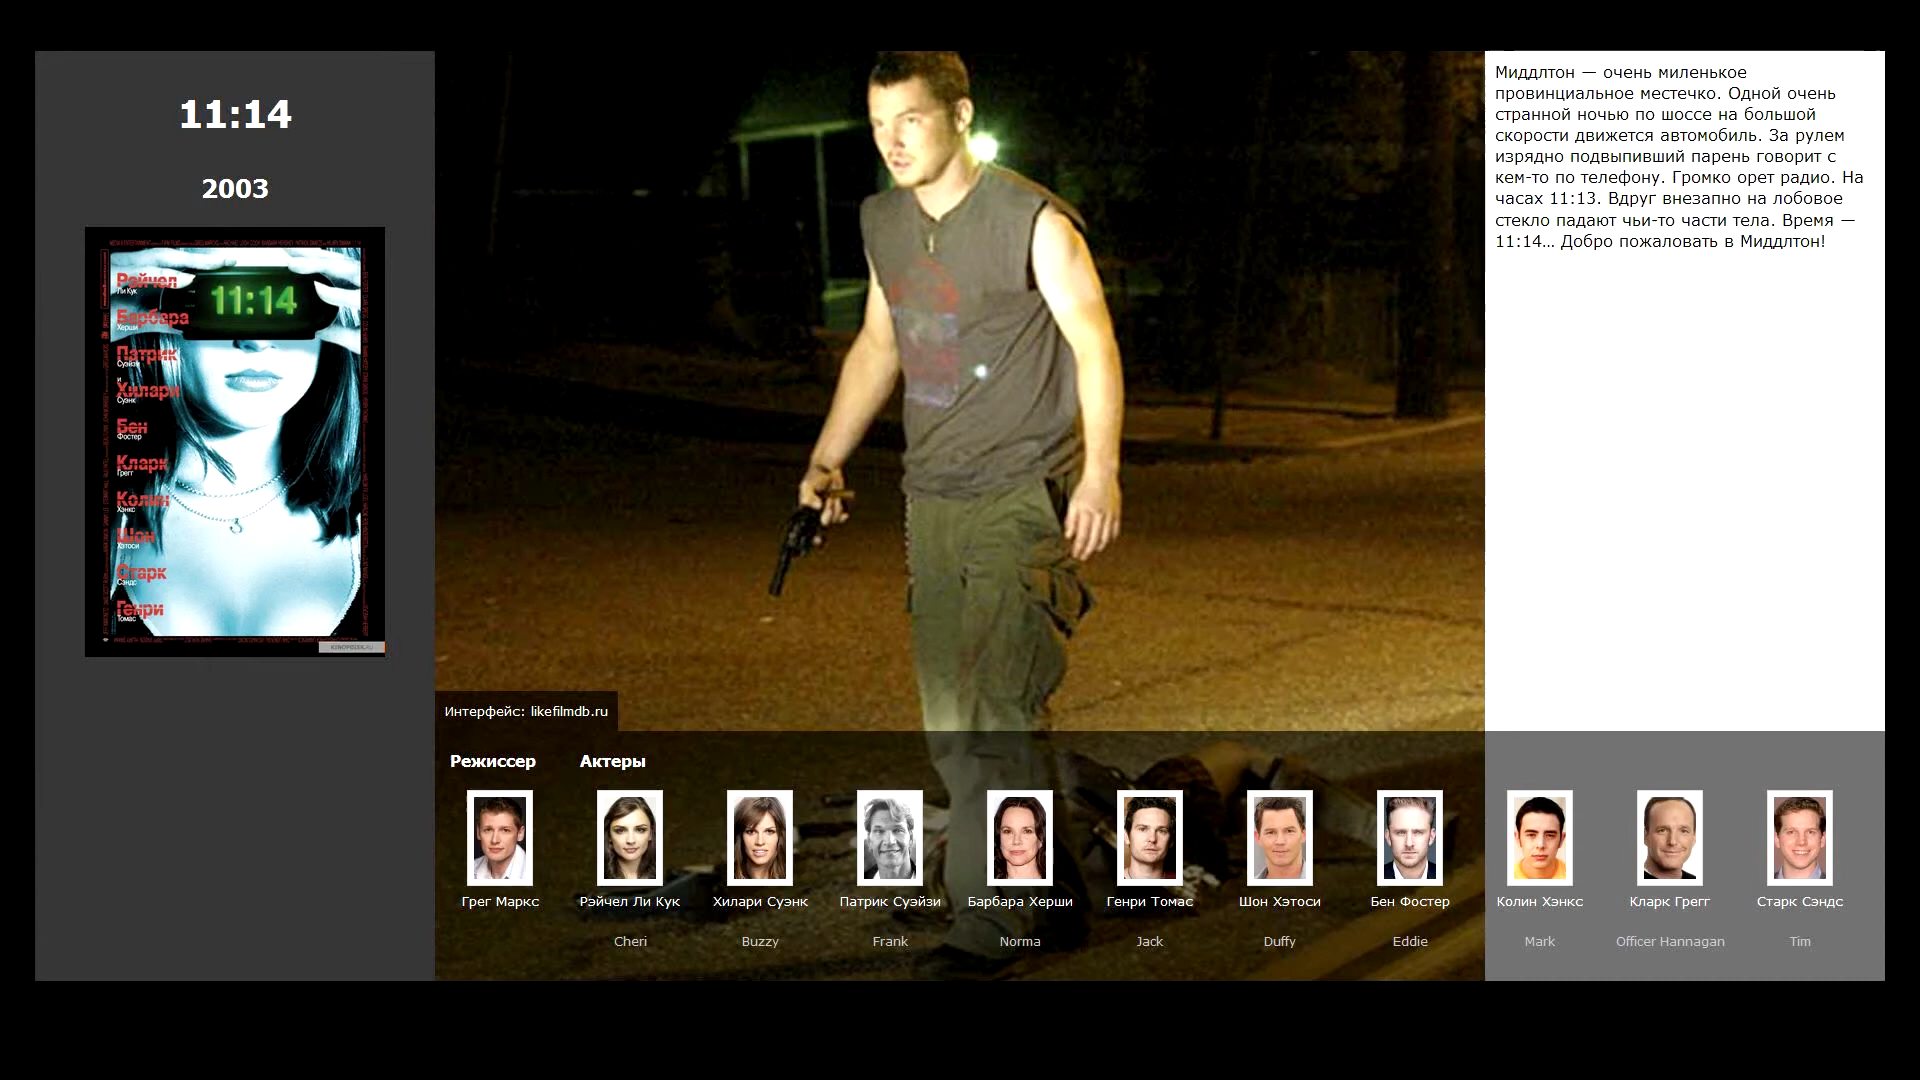 11:14
2003
Рэйчел
Ли Кук
11:14
Барбара
Херши
Патрик
Суэйзи
и
Хилари
Суэнк
Бен
Фостер
Кларк
Грегг
Колин
Хэнкс
Шон
Хэтоси
Старк
Сэндс
Генри
Томас
KINOPOISK.RU
Миддлтон — очень миленькое
провинциальное местечко. Одной очень
странной ночью по шоссе на большой
скорости движется автомобиль. За рулем
изрядно подвыпивший парень говорит с
кем-то по телефону. Громко орет радио. На
часах 11:13. Вдруг внезапно на лобовое
стекло падают чьи-то части тела. Время —
11:14… Добро пожаловать в Миддлтон!
Интерфейс: likefilmdb.ru
Режиссер Актеры
Грег Маркс Рэйчел Ли Кук Хилари Суэнк Патрик Суэйзи Барбара Херши Генри Томас Шон Хэтоси Бен Фостер Колин Хэнкс Кларк Грегг Старк Сэндс
Cheri Buzzy Frank Norma Jack Duffy Eddie Mark Officer Hannagan Tim